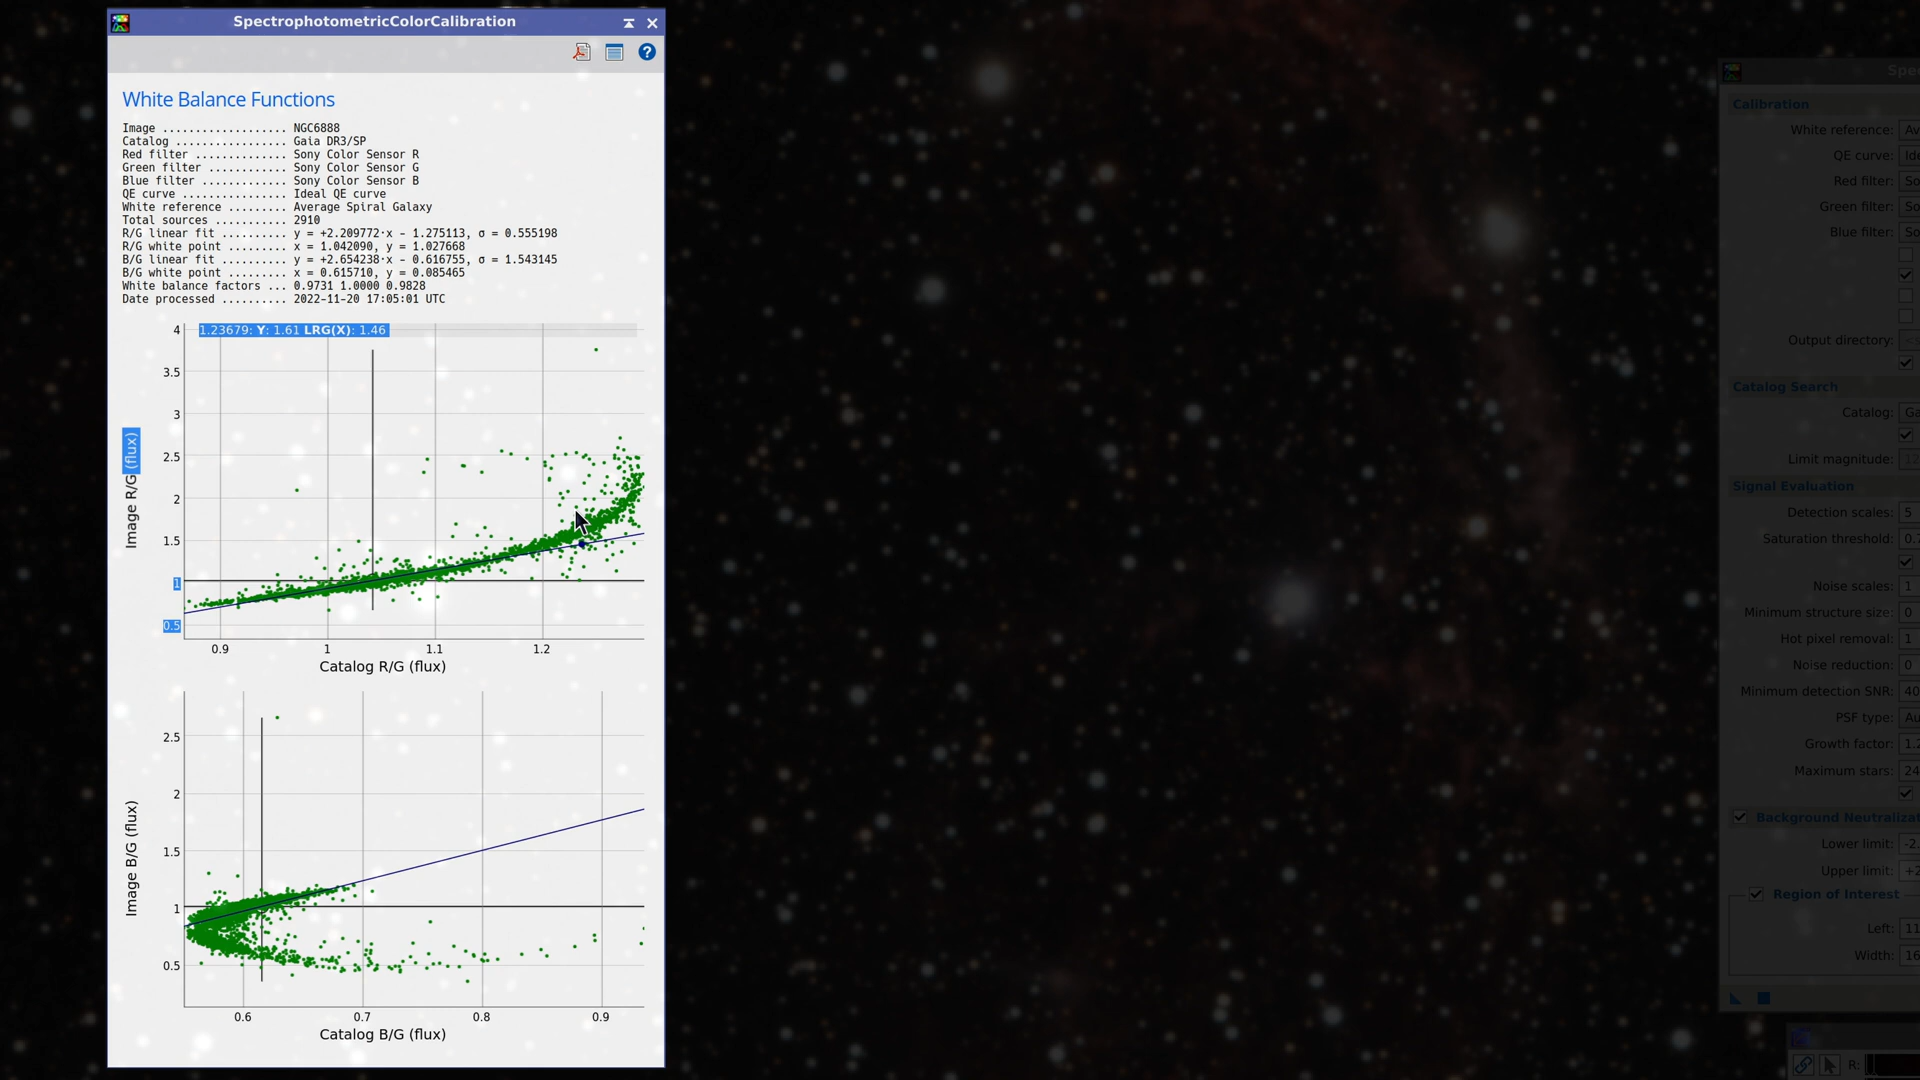 SpectrophotometricColorCalibration
White Balance Functions
Image ................... NGC6888
Catalog ................. Gaia DR3/SP
Red filter .............. Sony Color Sensor R
Green filter ............ Sony Color Sensor G
Blue filter ............. Sony Color Sensor B
QE curve ................ Ideal QE curve
White reference ......... Average Spiral Galaxy
Total sources ........... 2910
R/G linear fit .......... y = +2.209772·x - 1.275113, σ = 0.555198
R/G white point ......... x = 1.042090, y = 1.027668
B/G linear fit .......... y = +2.654238·x - 0.616755, σ = 1.543145
B/G white point ......... x = 0.615710, y = 0.085465
White balance factors ... 0.9731 1.0000 0.9828
Date processed .......... 2022-11-20 17:05:01 UTC
1.23679: Y: 1.61 LRG(X): 1.46
4
3.5
3
2.5
2
1.5
1
0.5
Image R/G (flux)
0.9 1 1.1 1.2
Catalog R/G (flux)
2.5
2
1.5
1
0.5
Image B/G (flux)
0.6 0.7 0.8 0.9
Catalog B/G (flux)
Calibration
White reference:
QE curve:
Red filter:
Green filter:
Blue filter:
Output directory:
Catalog Search
Catalog:
Limit magnitude:
Signal Evaluation
Detection scales: 5
Saturation threshold:
Noise scales: 1
Minimum structure size: 0
Hot pixel removal: 1
Noise reduction: 0
Minimum detection SNR: 40
PSF type:
Growth factor:
Maximum stars:
Background Neutralizat
Lower limit:
Upper limit:
Region of Interest
Left:
Width:
R: